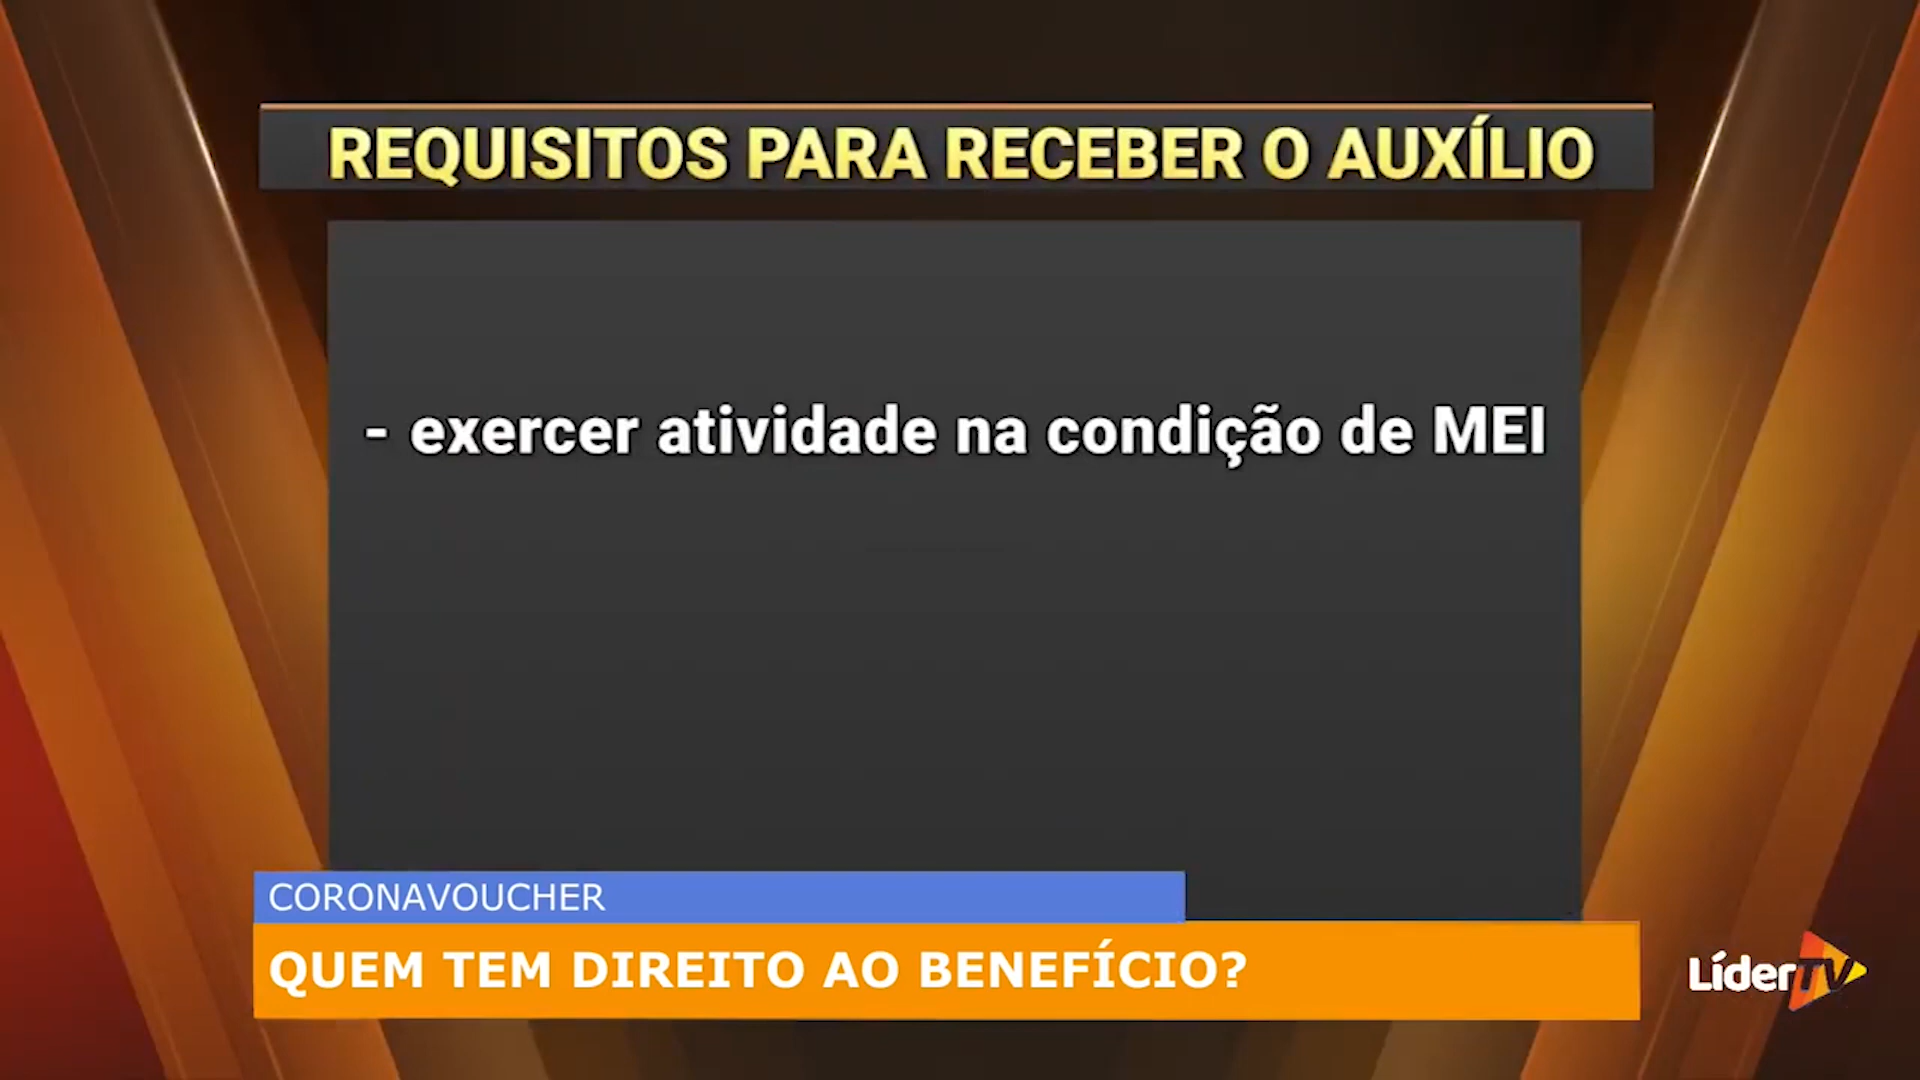 REQUISITOS PARA RECEBER O AUXÍLIO
- exercer atividade na condição de MEI
CORONAVOUCHER
QUEM TEM DIREITO AO BENEFÍCIO?
LíderTV